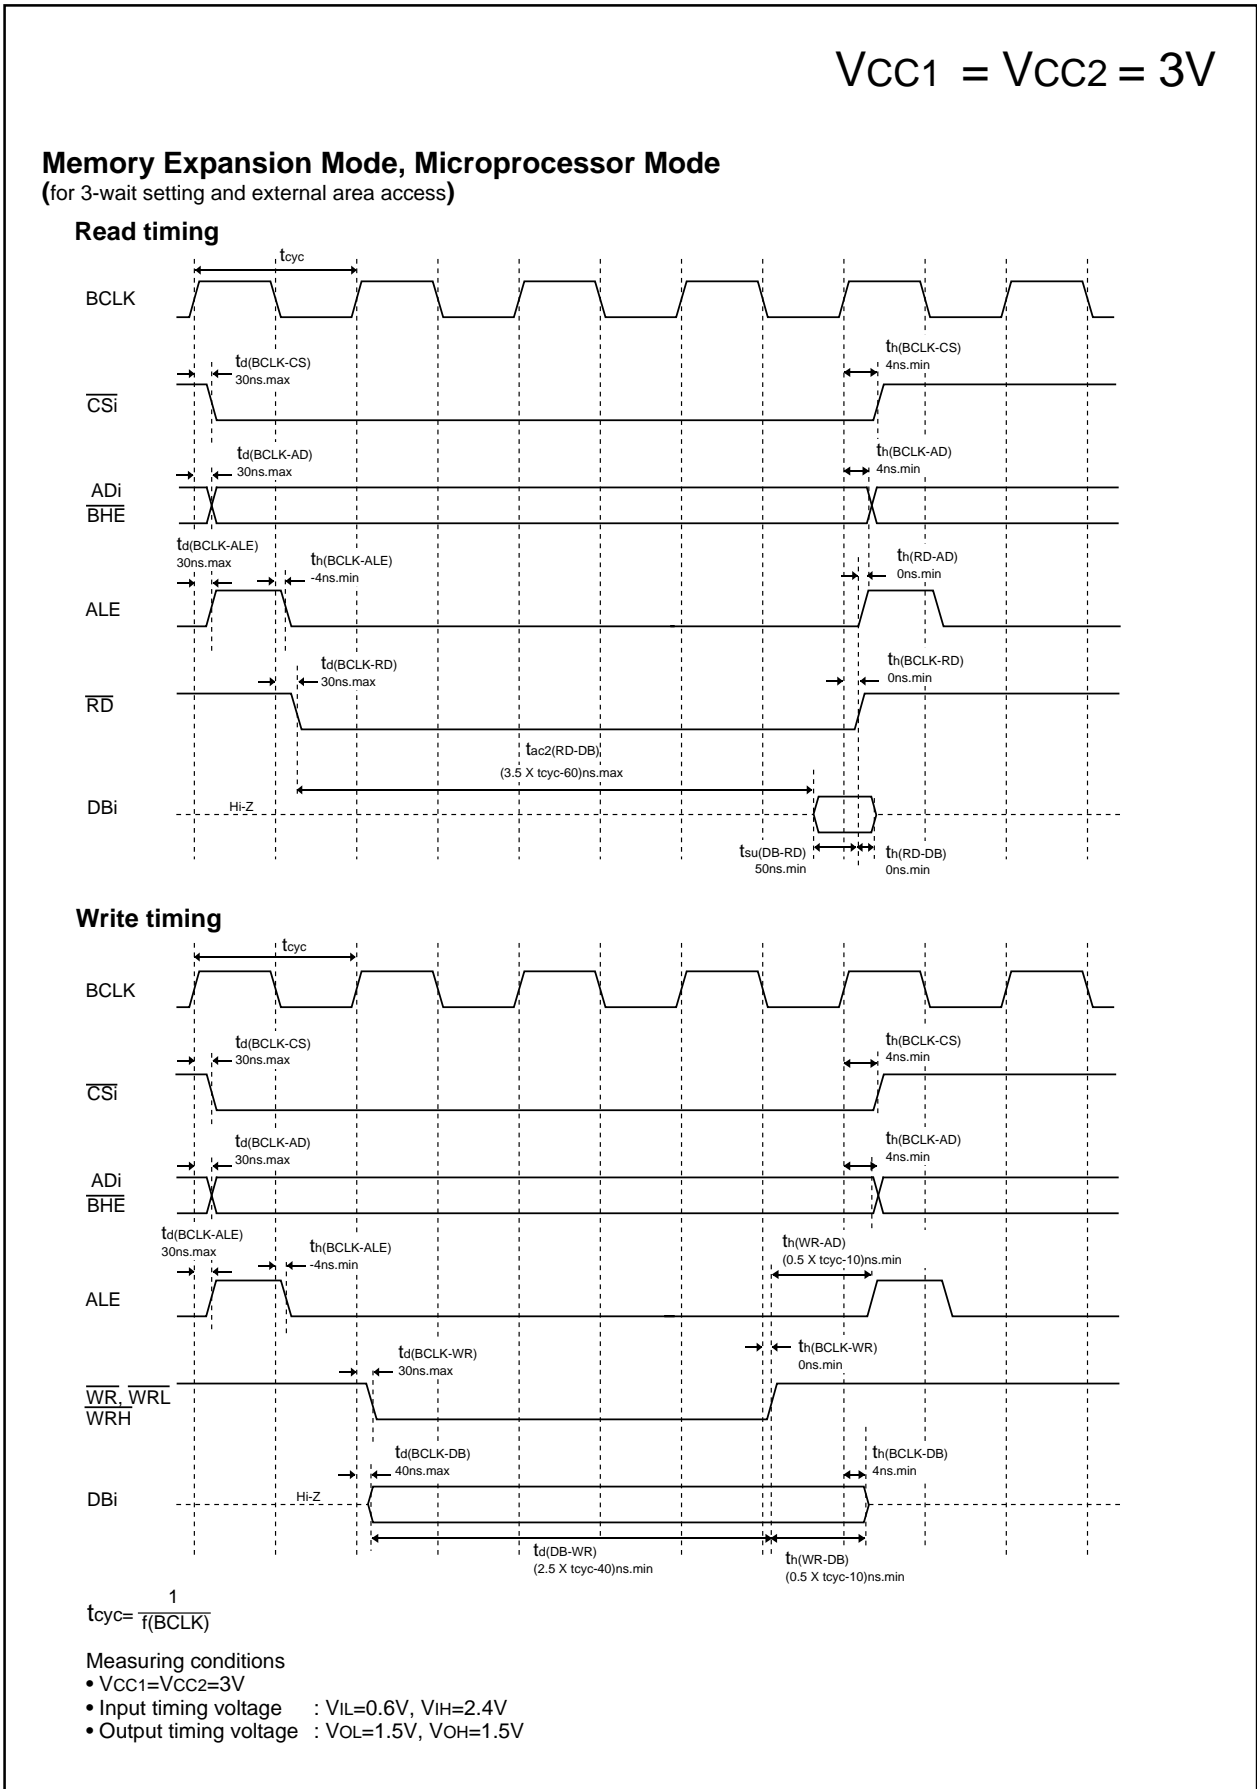 VCC1 = VCC2 = 3V
Memory Expansion Mode, Microprocessor Mode
(for 3-wait setting and external area access)
Read timing
tcyc
BCLK
td(BCLK-CS)
30ns.max
th(BCLK-CS)
4ns.min
CSi
td(BCLK-AD)
30ns.max
th(BCLK-AD)
4ns.min
ADi
BHE
td(BCLK-ALE)
30ns.max
th(BCLK-ALE)
-4ns.min
th(RD-AD)
0ns.min
ALE
td(BCLK-RD)
30ns.max
th(BCLK-RD)
0ns.min
RD
tac2(RD-DB)
(3.5 X tcyc-60)ns.max
DBi
Hi-Z
tsu(DB-RD)
50ns.min
th(RD-DB)
0ns.min
Write timing
tcyc
BCLK
td(BCLK-CS)
30ns.max
th(BCLK-CS)
4ns.min
CSi
td(BCLK-AD)
30ns.max
th(BCLK-AD)
4ns.min
ADi
BHE
td(BCLK-ALE)
30ns.max
th(BCLK-ALE)
-4ns.min
th(WR-AD)
(0.5 X tcyc-10)ns.min
ALE
td(BCLK-WR)
30ns.max
th(BCLK-WR)
0ns.min
WR, WRL
WRH
td(BCLK-DB)
40ns.max
th(BCLK-DB)
4ns.min
DBi
Hi-Z
td(DB-WR)
(2.5 X tcyc-40)ns.min
th(WR-DB)
(0.5 X tcyc-10)ns.min
tcyc= 1
f(BCLK)
Measuring conditions
• VCC1=VCC2=3V
• Input timing voltage : VIL=0.6V, VIH=2.4V
• Output timing voltage : VOL=1.5V, VOH=1.5V